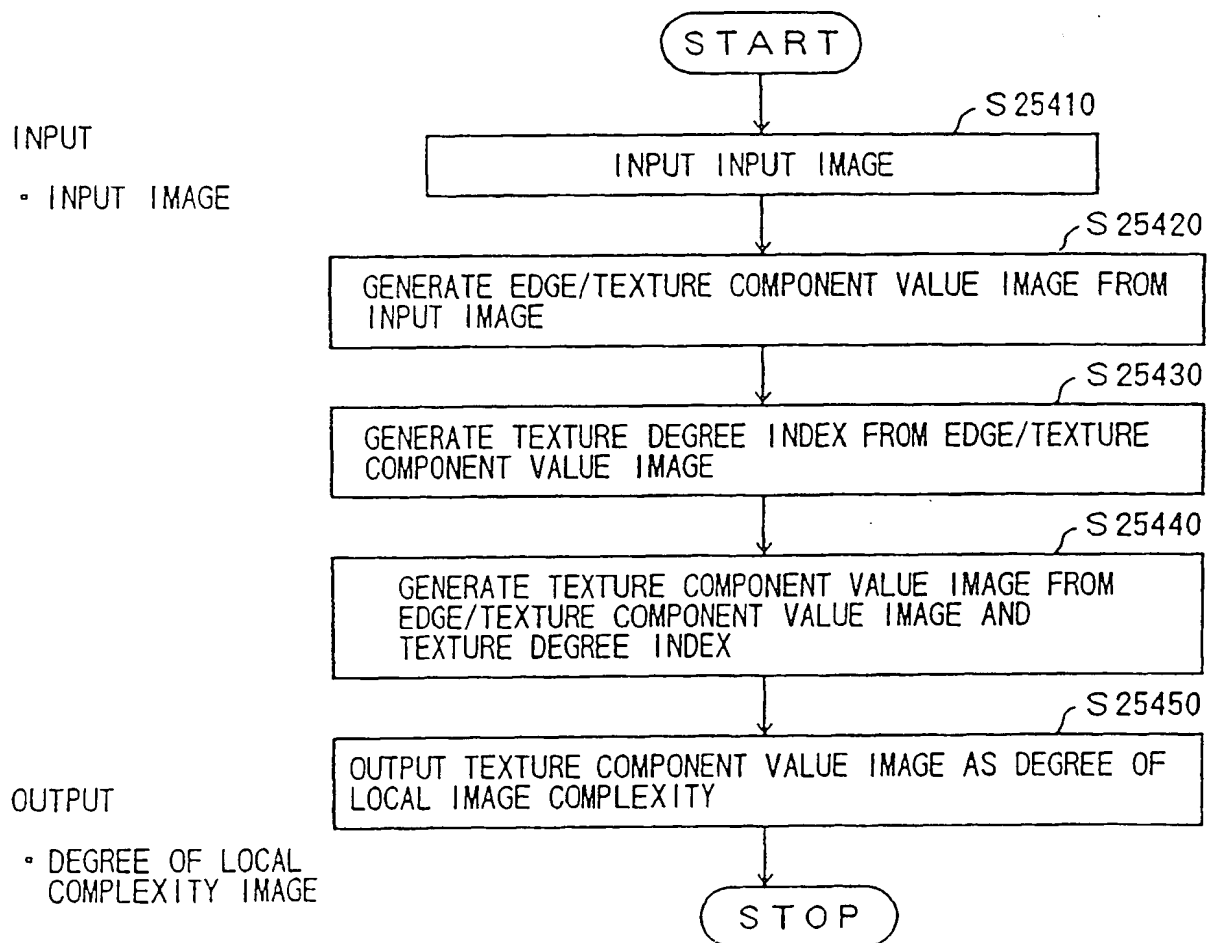 START
S25410
INPUT
INPUT INPUT IMAGE
• INPUT IMAGE
S25420
GENERATE EDGE/TEXTURE COMPONENT VALUE IMAGE FROM
INPUT IMAGE
S25430
GENERATE TEXTURE DEGREE INDEX FROM EDGE/TEXTURE
COMPONENT VALUE IMAGE
S25440
GENERATE TEXTURE COMPONENT VALUE IMAGE FROM
EDGE/TEXTURE COMPONENT VALUE IMAGE AND
TEXTURE DEGREE INDEX
S25450
OUTPUT TEXTURE COMPONENT VALUE IMAGE AS DEGREE OF
LOCAL IMAGE COMPLEXITY
OUTPUT
• DEGREE OF LOCAL
COMPLEXITY IMAGE
STOP